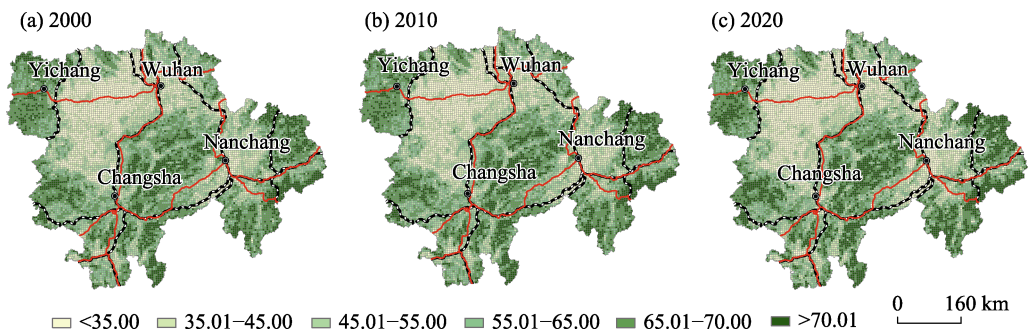 (a) 2000
Yichang
Wuhan
Nanchang
Changsha
(b) 2010
Yichang
Wuhan
Nanchang
Changsha
(c) 2020
Yichang
Wuhan
Nanchang
Changsha
<35.00 35.01−45.00 45.01−55.00 55.01−65.00 65.01−70.00 >70.01
0 160 km